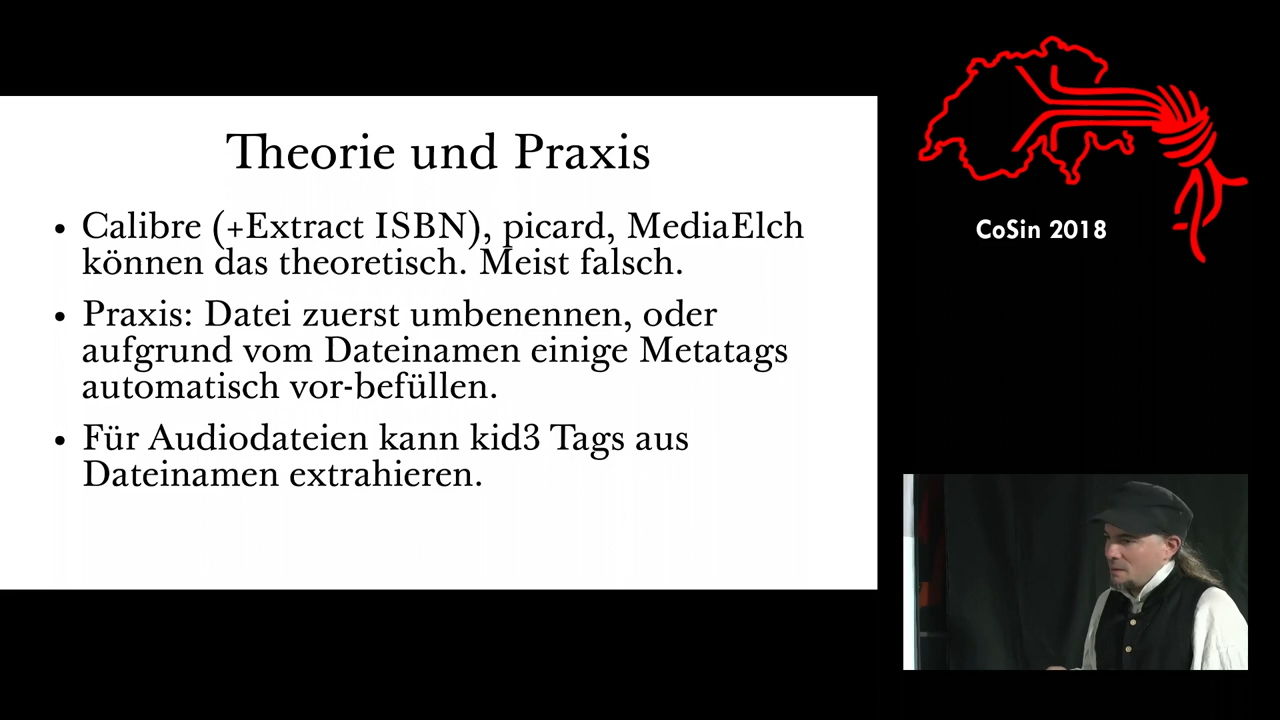 Theorie und Praxis
• Calibre (+Extract ISBN), picard, MediaElch
können das theoretisch. Meist falsch.
• Praxis: Datei zuerst umbenennen, oder
aufgrund vom Dateinamen einige Metatags
automatisch vor-befüllen.
• Für Audiodateien kann kid3 Tags aus
Dateinamen extrahieren.
CoSin 2018